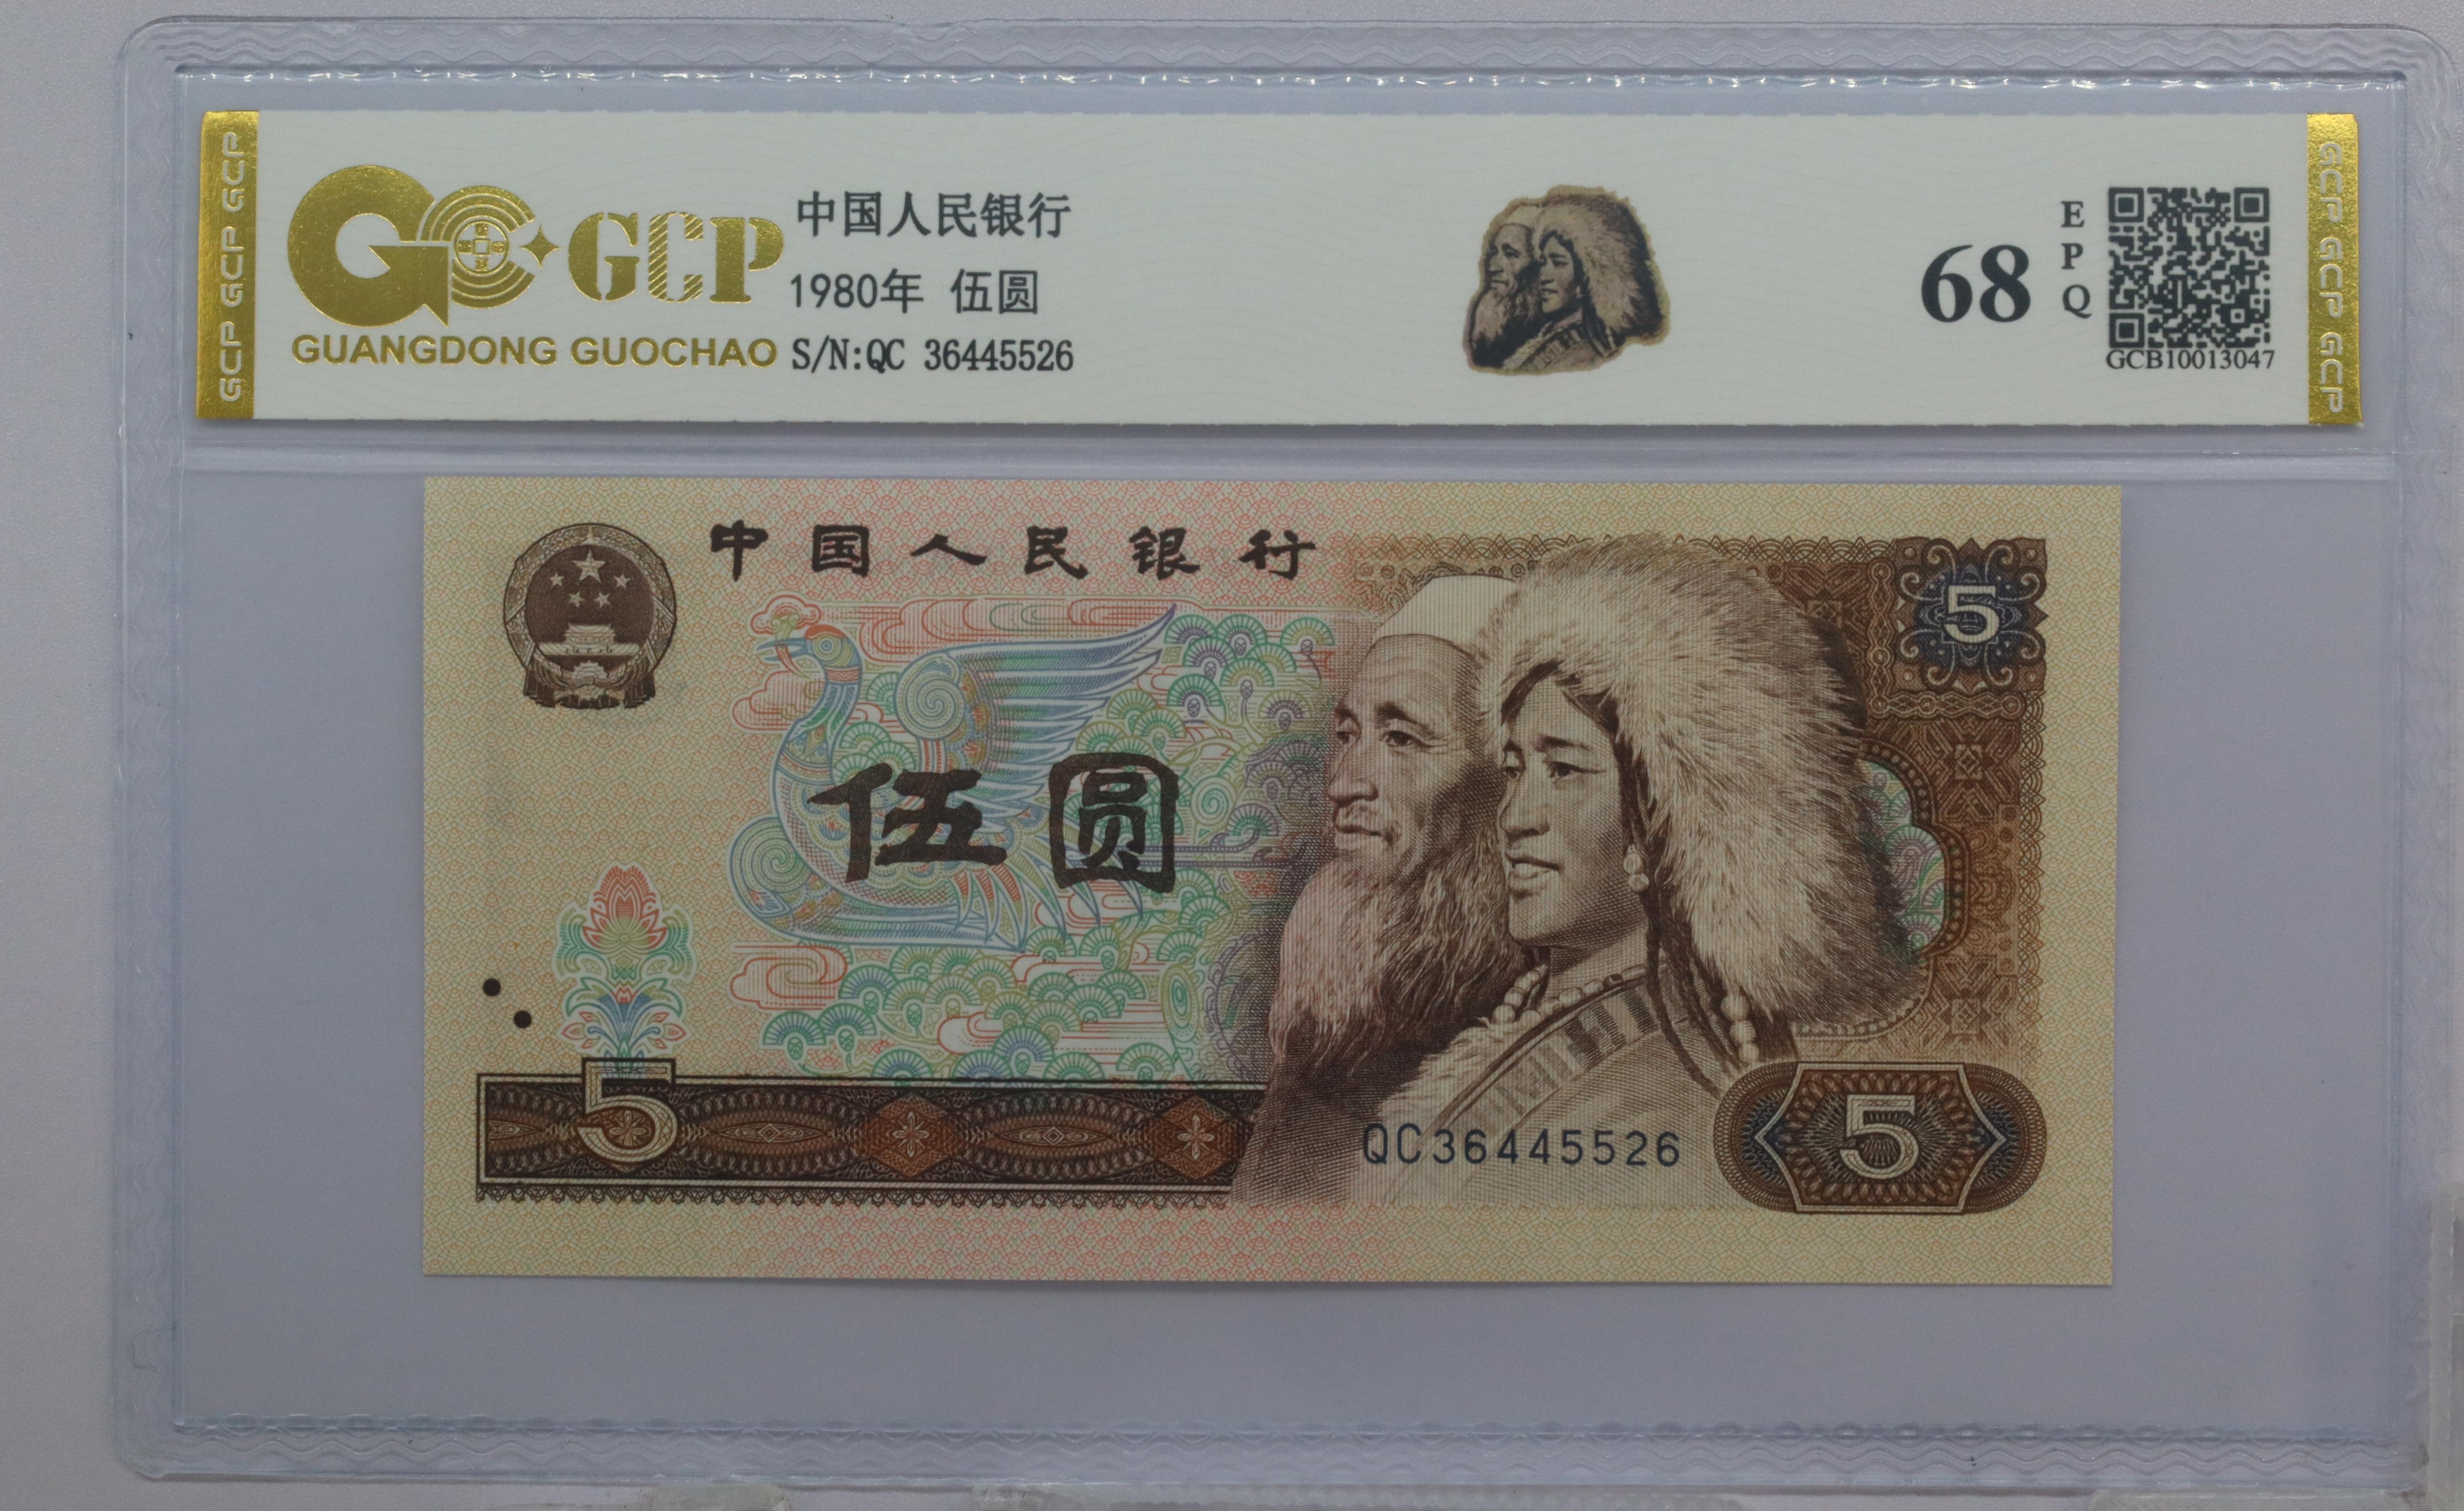 GCP GCP GCP
GCP
GUANGDONG GUOCHAO
中国人民银行
1980年 伍圆
S/N:QC 36445526
68
EPQ
GCB10013047
GCP GCP GCP
中国人民银行
5
伍圆
5
QC36445526
5